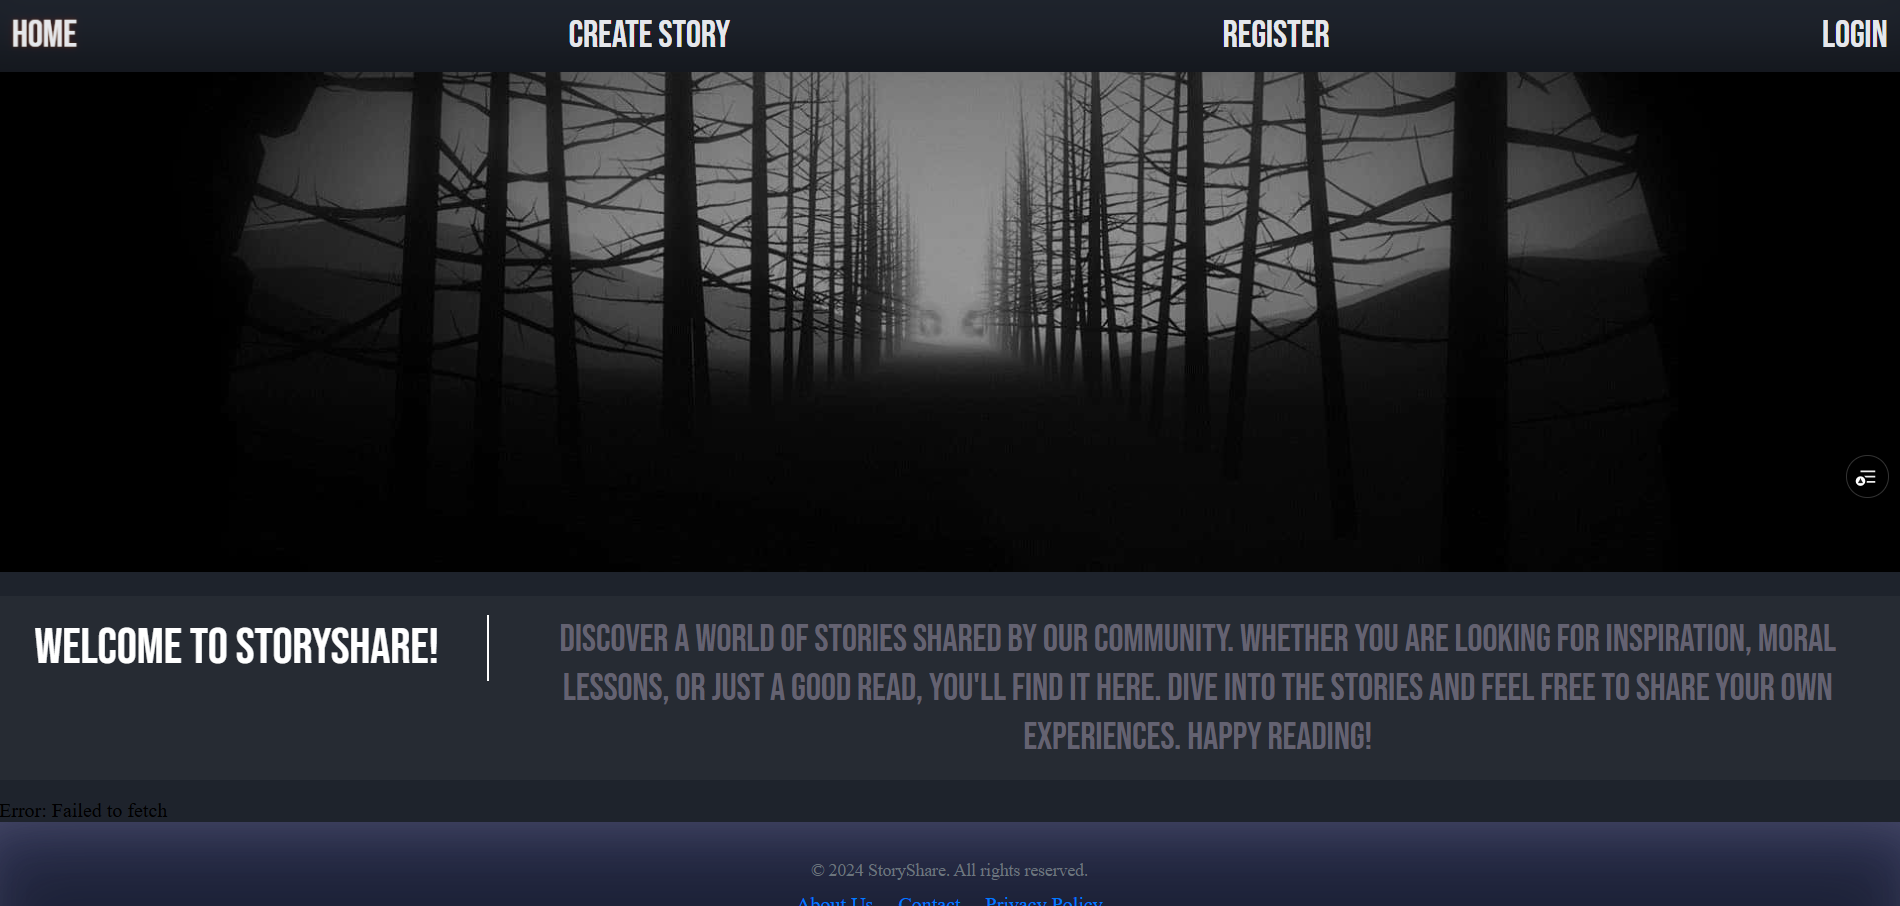 HOME
CREATE STORY
REGISTER
LOGIN
WELCOME TO STORYSHARE!
DISCOVER A WORLD OF STORIES SHARED BY OUR COMMUNITY. WHETHER YOU ARE LOOKING FOR INSPIRATION, MORAL
LESSONS, OR JUST A GOOD READ, YOU'LL FIND IT HERE. DIVE INTO THE STORIES AND FEEL FREE TO SHARE YOUR OWN
EXPERIENCES. HAPPY READING!
Error: Failed to fetch
© 2024 StoryShare. All rights reserved.
About Us Contact Privacy Policy